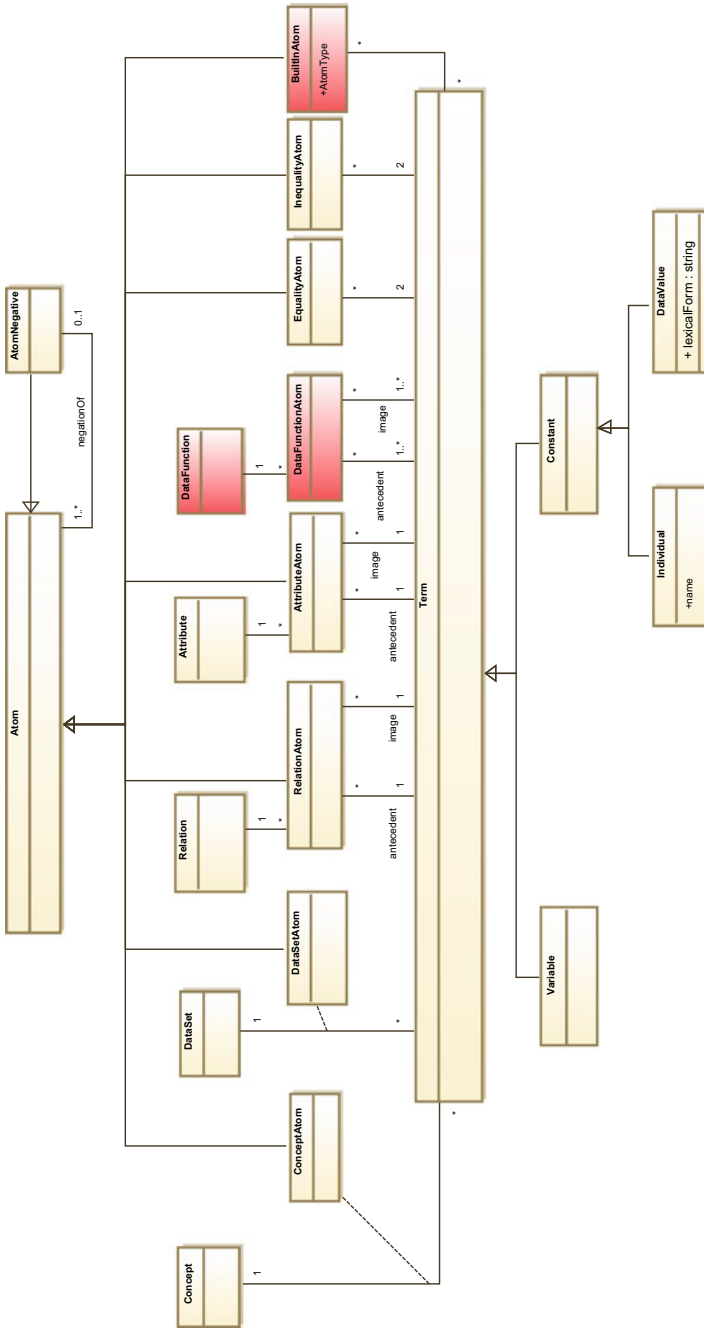 Atom
AtomNegative
1..*
0..1
negationOf
Concept
1
DataSet
1
Relation
1
*
Attribute
1
*
DataFunction
1
*
ConceptAtom
DataSetAtom
RelationAtom
AttributeAtom
DataFunctionAtom
EqualityAtom
InequalityAtom
BuiltInAtom
+AtomType
*
*
*
*
*
*
*
*
*
*
antecedent
1
image
1
antecedent
1
image
1
antecedent
1..*
image
1..*
2
2
*
*
Term
Variable
Constant
Individual
+name
DataValue
+ lexicalForm : string